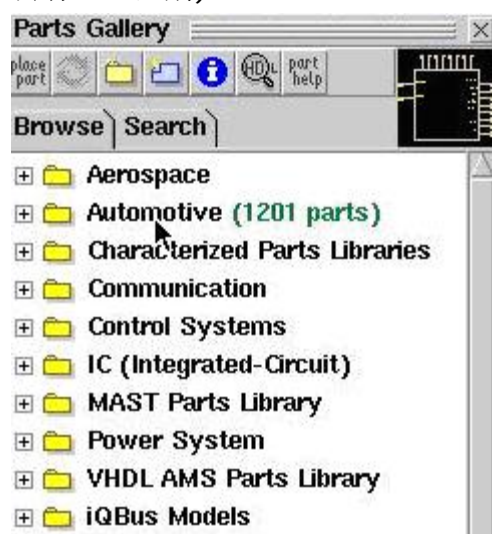 Parts Gallery
place part HDL part help
Browse Search
Aerospace
Automotive (1201 parts)
Characterized Parts Libraries
Communication
Control Systems
IC (Integrated-Circuit)
MAST Parts Library
Power System
VHDL AMS Parts Library
iQBus Models